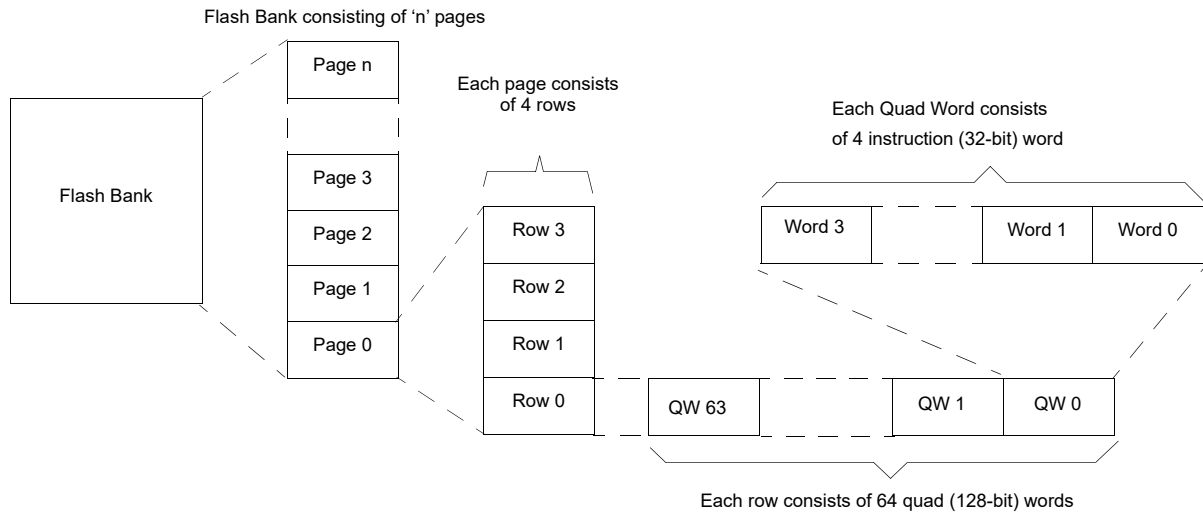 Flash Bank consisting of ‘n’ pages
Flash Bank
Page n
Page 3
Page 2
Page 1
Page 0
Each page consists
of 4 rows
Row 3
Row 2
Row 1
Row 0
Each Quad Word consists
of 4 instruction (32-bit) word
Word 3
Word 1
Word 0
QW 63
QW 1
QW 0
Each row consists of 64 quad (128-bit) words